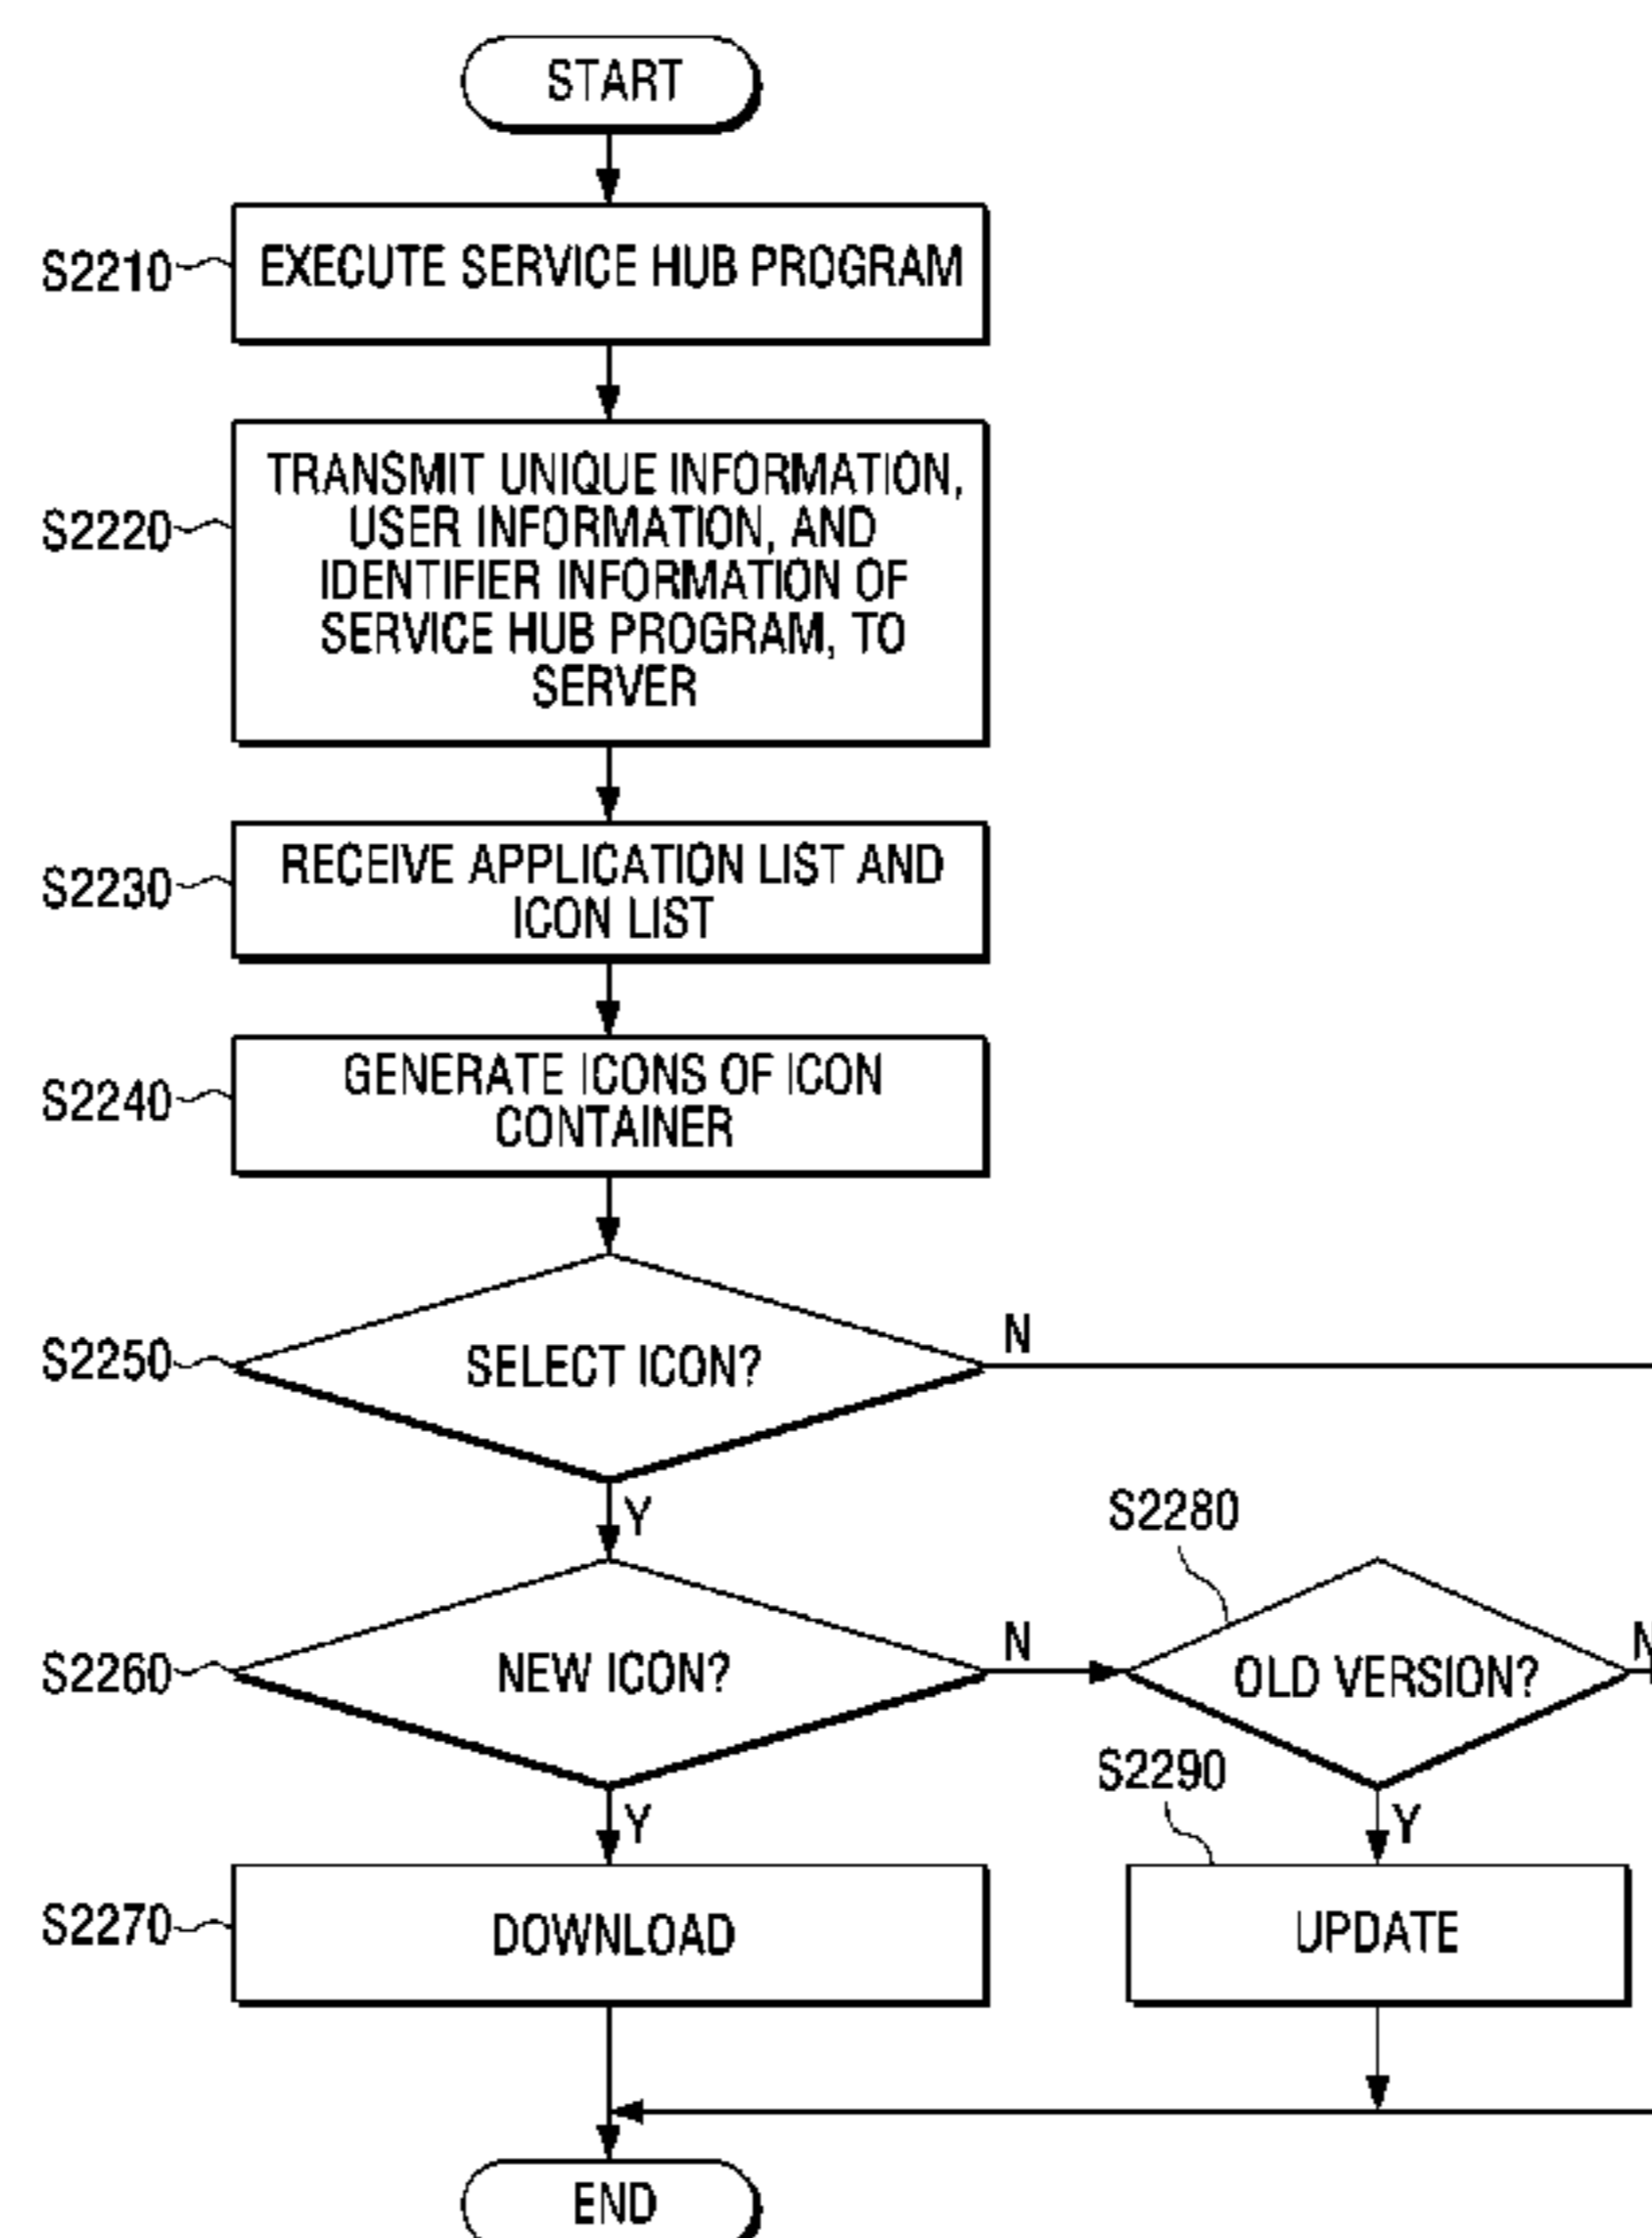 START
S2210
EXECUTE SERVICE HUB PROGRAM
S2220
TRANSMIT UNIQUE INFORMATION,
USER INFORMATION, AND
IDENTIFIER INFORMATION OF
SERVICE HUB PROGRAM, TO
SERVER
S2230
RECEIVE APPLICATION LIST AND
ICON LIST
S2240
GENERATE ICONS OF ICON
CONTAINER
S2250
SELECT ICON?
N
Y
S2260
NEW ICON?
N
S2280
OLD VERSION?
N
Y
S2290
Y
S2270
DOWNLOAD
UPDATE
END